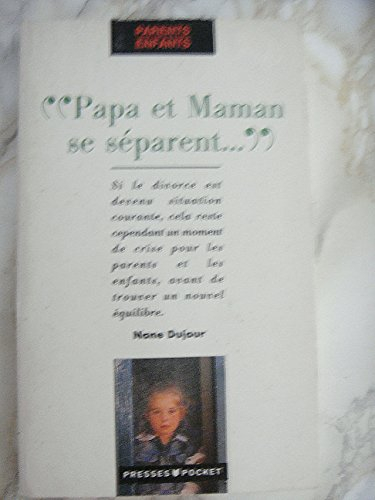 PARENTS
ENFANTS
“Papa et Maman
se séparent...”
Si le divorce est
devenu situation
courante, cela reste
cependant un moment
de crise pour les
parents et les
enfants, avant de
trouver un nouvel
équilibre.
Nane Dujour
PRESSES POCKET